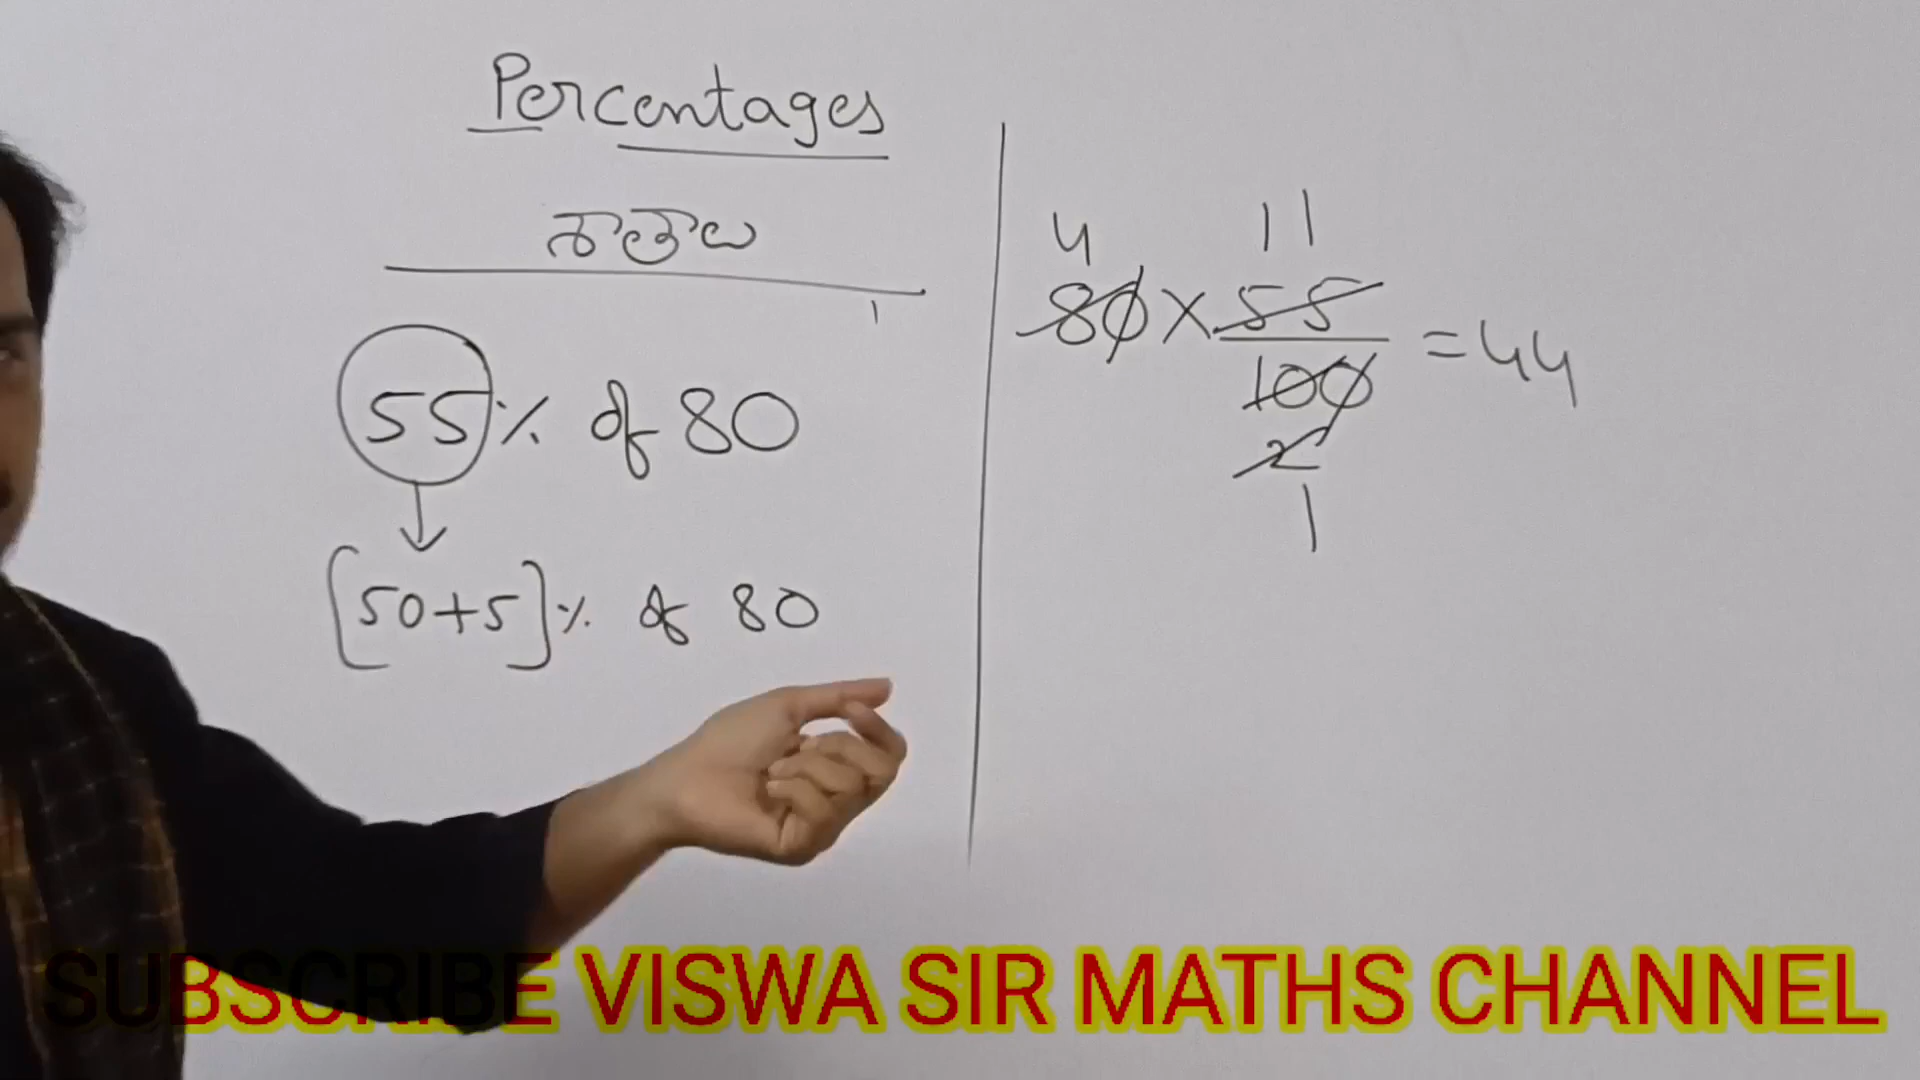 Percentages
శాతాలు
55% of 80
[50+5]% of 80
4 11
80 × 55 = 44
100
2
1
SUBSCRIBE VISWA SIR MATHS CHANNEL